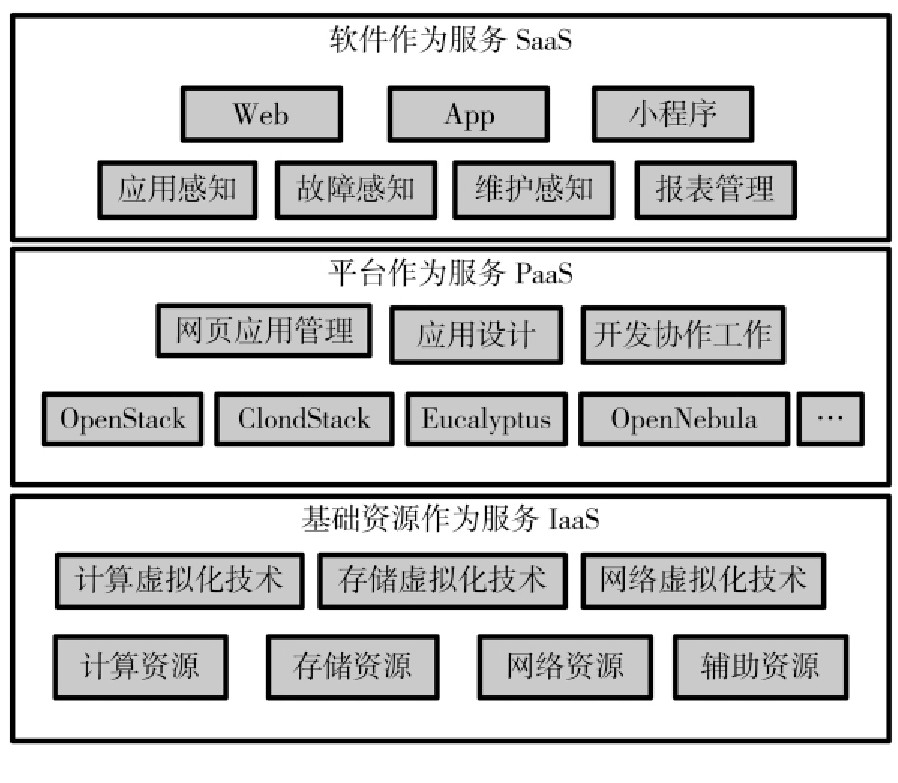 软件作为服务 SaaS
Web App 小程序
应用感知 故障感知 维护感知 报表管理
平台作为服务 PaaS
网页应用管理 应用设计 开发协作工作
OpenStack ClondStack Eucalyptus OpenNebula ···
基础资源作为服务 IaaS
计算虚拟化技术 存储虚拟化技术 网络虚拟化技术
计算资源 存储资源 网络资源 辅助资源